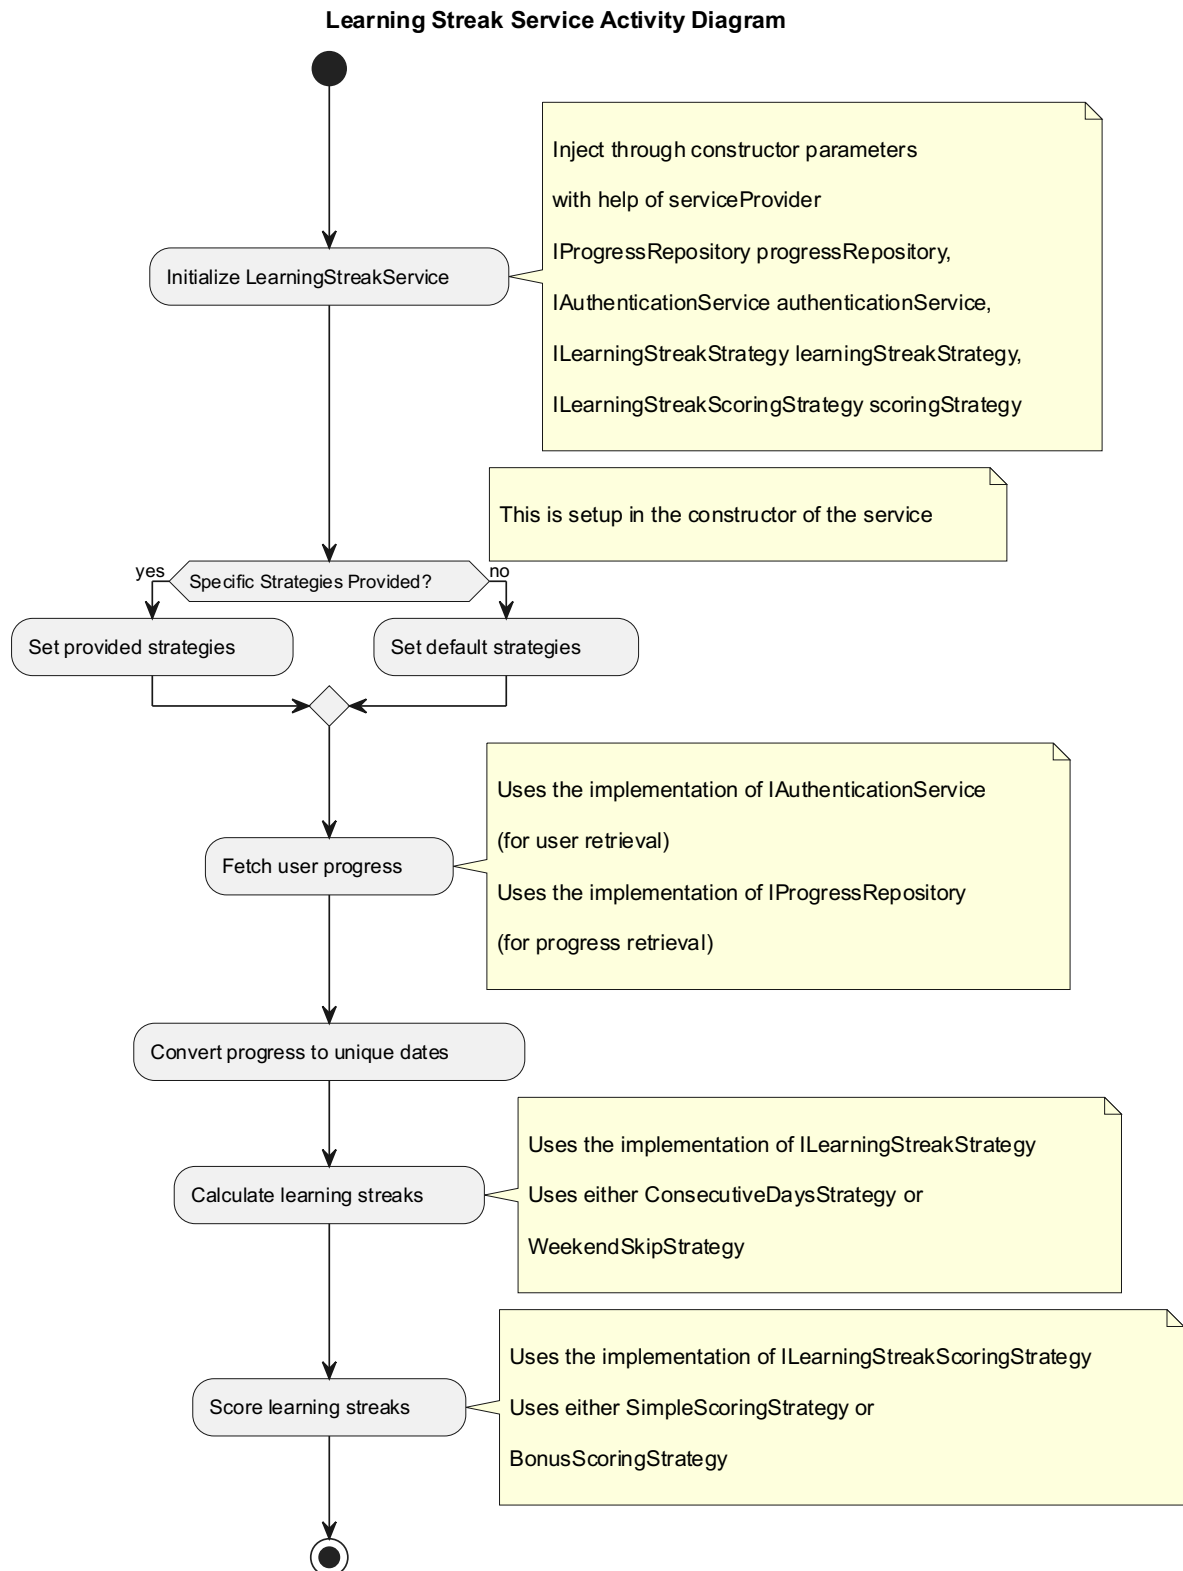 Learning Streak Service Activity Diagram
Inject through constructor parameters
with help of serviceProvider
IProgressRepository progressRepository,
IAuthenticationService authenticationService,
ILearningStreakStrategy learningStreakStrategy,
ILearningStreakScoringStrategy scoringStrategy
Initialize LearningStreakService
This is setup in the constructor of the service
yes
Specific Strategies Provided?
no
Set provided strategies
Set default strategies
Uses the implementation of IAuthenticationService
(for user retrieval)
Uses the implementation of IProgressRepository
(for progress retrieval)
Fetch user progress
Convert progress to unique dates
Uses the implementation of ILearningStreakStrategy
Uses either ConsecutiveDaysStrategy or
WeekendSkipStrategy
Calculate learning streaks
Uses the implementation of ILearningStreakScoringStrategy
Uses either SimpleScoringStrategy or
BonusScoringStrategy
Score learning streaks